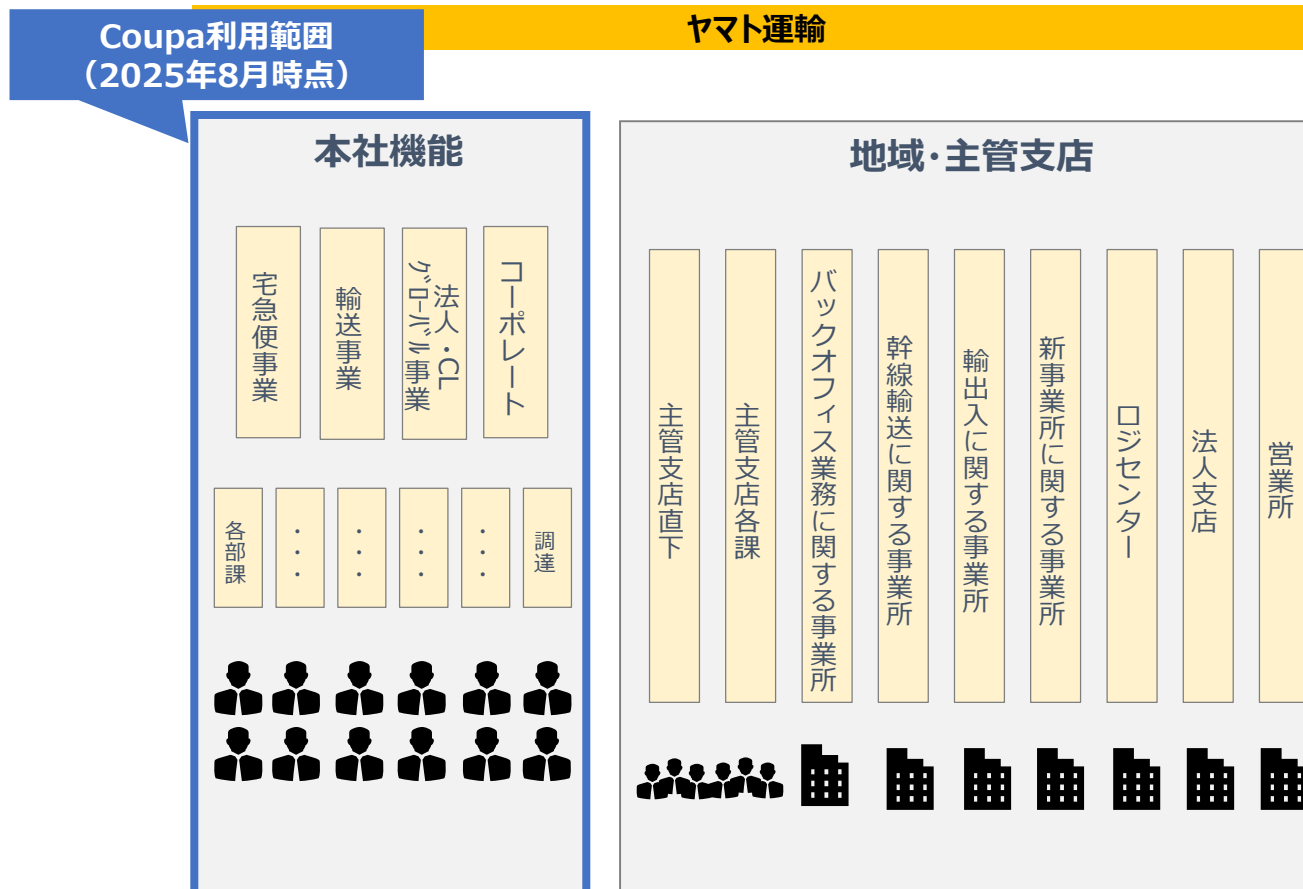 ヤマト運輸
Coupa利用範囲
（2025年8月時点）
本社機能
宅急便事業
輸送事業
法人・CL
グローバル事業
コーポレート
各部課
・・・
・・・
・・・
・・・
調達
地域・主管支店
主管支店直下
主管支店各課
バックオフィス業務に関する事業所
幹線輸送に関する事業所
輸出入に関する事業所
新事業所に関する事業所
ロジセンター
法人支店
営業所